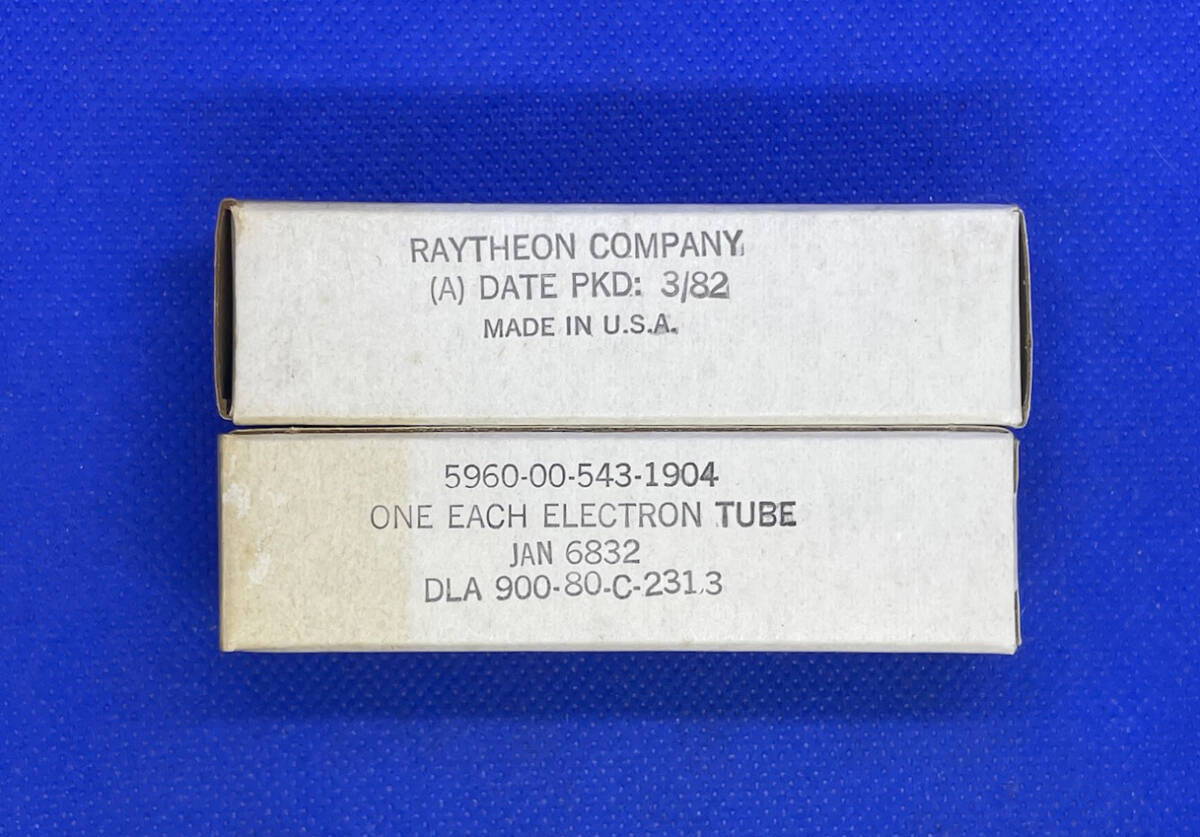 RAYTHEON COMPANY
(A) DATE PKD: 3/82
MADE IN U.S.A.
5960-00-543-1904
ONE EACH ELECTRON TUBE
JAN 6832
DLA 900-80-C-2313